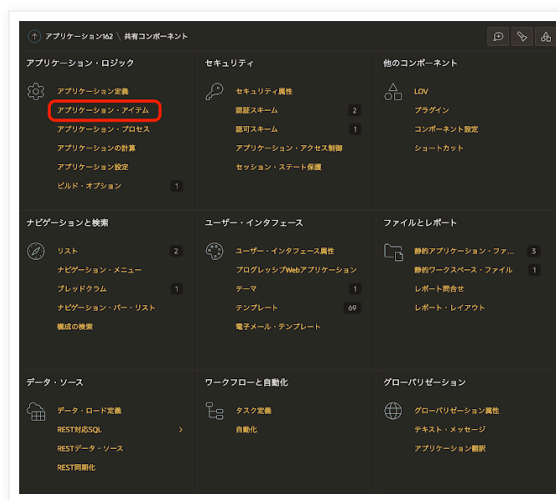 アプリケーション162 \ 共有コンポーネント
アプリケーション・ロジック
アプリケーション定義
アプリケーション・アイテム
アプリケーション・プロセス
アプリケーションの計算
アプリケーション設定
ビルド・オプション 1
セキュリティ
セキュリティ属性
認証スキーム 2
認可スキーム 1
アプリケーション・アクセス制御
セッション・ステート保護
他のコンポーネント
LOV
プラグイン
コンポーネント設定
ショートカット
ナビゲーションと検索
リスト 2
ナビゲーション・メニュー
ブレッドクラム 1
ナビゲーション・バー・リスト
構成の検索
ユーザー・インタフェース
ユーザー・インタフェース属性
プログレッシブWebアプリケーション
テーマ 1
テンプレート 69
電子メール・テンプレート
ファイルとレポート
静的アプリケーション・ファ... 3
静的ワークスペース・ファイル 1
レポート問合せ
レポート・レイアウト
データ・ソース
データ・ロード定義
REST対応SQL
RESTデータ・ソース
REST同期化
ワークフローと自動化
タスク定義
自動化
グローバリゼーション
グローバリゼーション属性
テキスト・メッセージ
アプリケーション翻訳